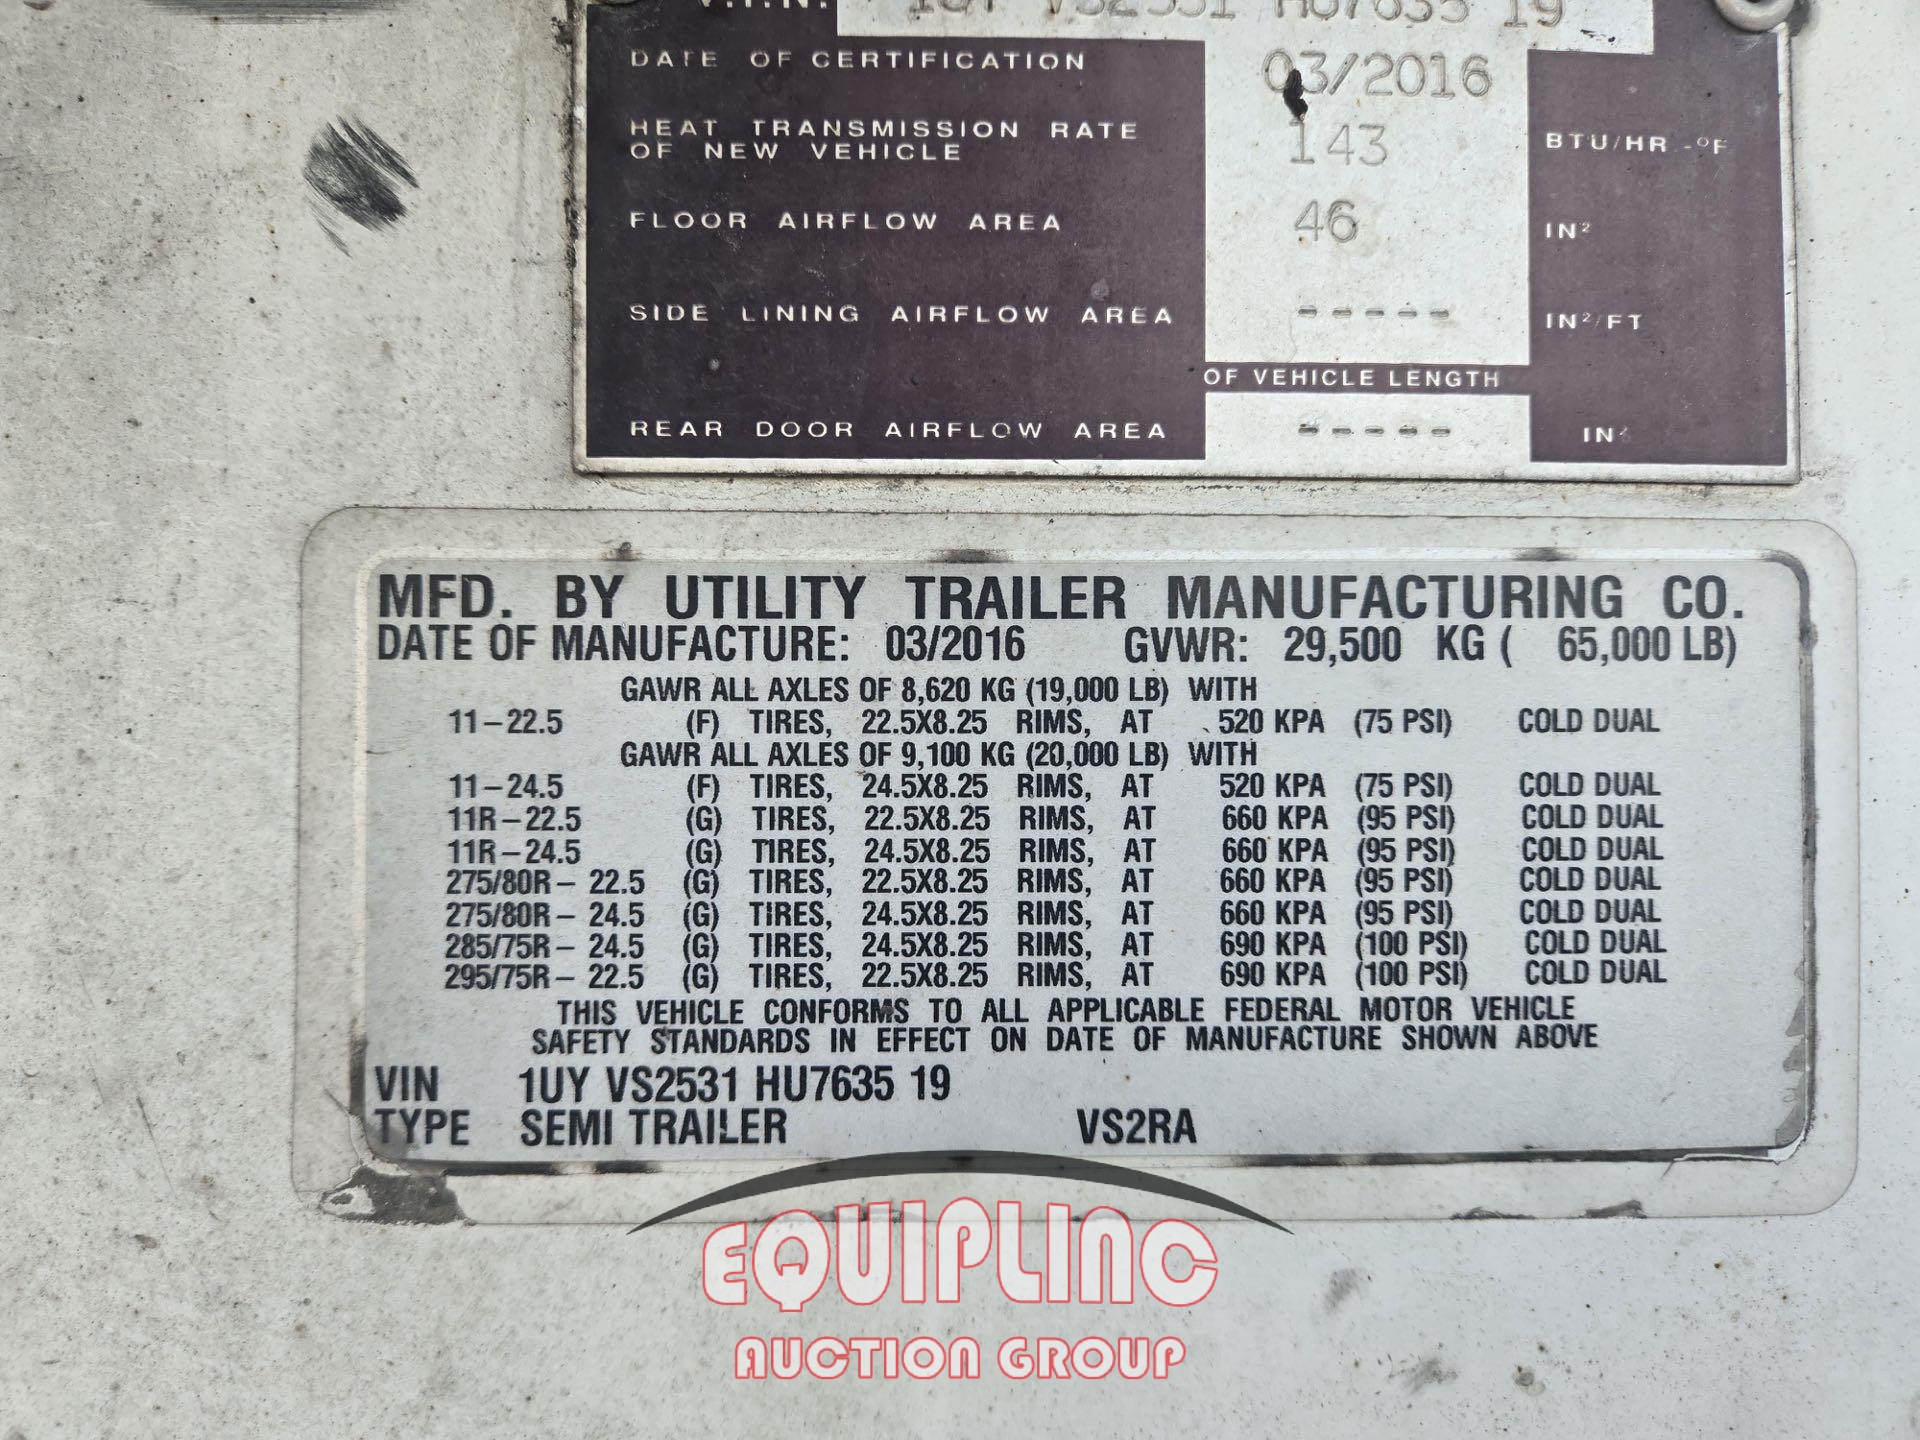 V.I.N. 1UY VS2531 HU7635 19
DATE OF CERTIFICATION 03/2016
HEAT TRANSMISSION RATE
OF NEW VEHICLE 143 BTU/HR-°F
FLOOR AIRFLOW AREA 46 IN²
SIDE LINING AIRFLOW AREA ----- IN²/FT
OF VEHICLE LENGTH
REAR DOOR AIRFLOW AREA ----- IN²
MFD. BY UTILITY TRAILER MANUFACTURING CO.
DATE OF MANUFACTURE: 03/2016 GVWR: 29,500 KG ( 65,000 LB)
GAWR ALL AXLES OF 8,620 KG (19,000 LB) WITH
11-22.5 (F) TIRES, 22.5X8.25 RIMS, AT 520 KPA (75 PSI) COLD DUAL
GAWR ALL AXLES OF 9,100 KG (20,000 LB) WITH
11-24.5 (F) TIRES, 24.5X8.25 RIMS, AT 520 KPA (75 PSI) COLD DUAL
11R-22.5 (G) TIRES, 22.5X8.25 RIMS, AT 660 KPA (95 PSI) COLD DUAL
11R-24.5 (G) TIRES, 24.5X8.25 RIMS, AT 660 KPA (95 PSI) COLD DUAL
275/80R- 22.5 (G) TIRES, 22.5X8.25 RIMS, AT 660 KPA (95 PSI) COLD DUAL
275/80R- 24.5 (G) TIRES, 24.5X8.25 RIMS, AT 660 KPA (95 PSI) COLD DUAL
285/75R- 24.5 (G) TIRES, 24.5X8.25 RIMS, AT 690 KPA (100 PSI) COLD DUAL
295/75R- 22.5 (G) TIRES, 22.5X8.25 RIMS, AT 690 KPA (100 PSI) COLD DUAL
THIS VEHICLE CONFORMS TO ALL APPLICABLE FEDERAL MOTOR VEHICLE
SAFETY STANDARDS IN EFFECT ON DATE OF MANUFACTURE SHOWN ABOVE
VIN 1UY VS2531 HU7635 19
TYPE SEMI TRAILER VS2RA
EQUIPLINC
AUCTION GROUP